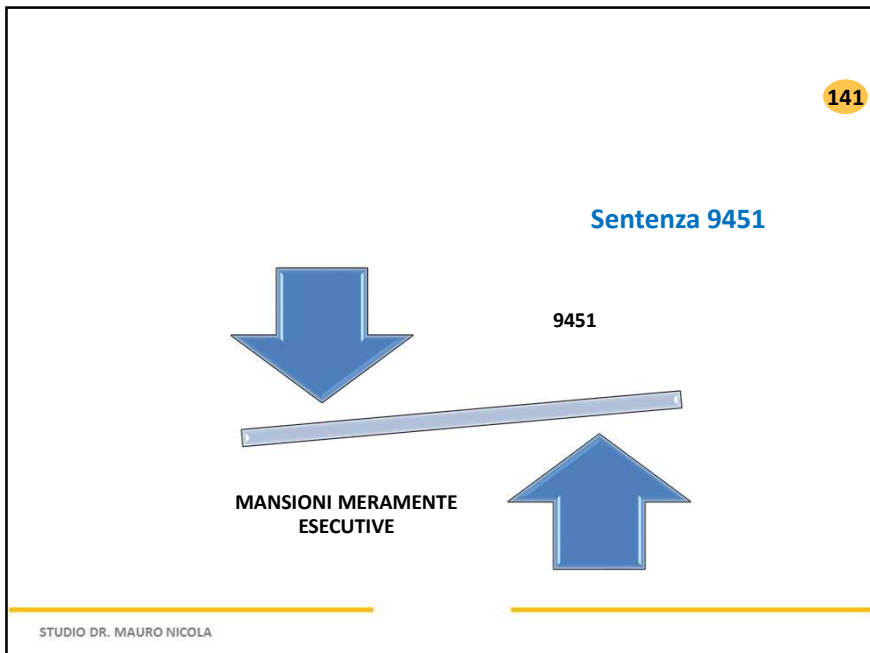 141
Sentenza 9451
9451
MANSIONI MERAMENTE
ESECUTIVE
STUDIO DR. MAURO NICOLA